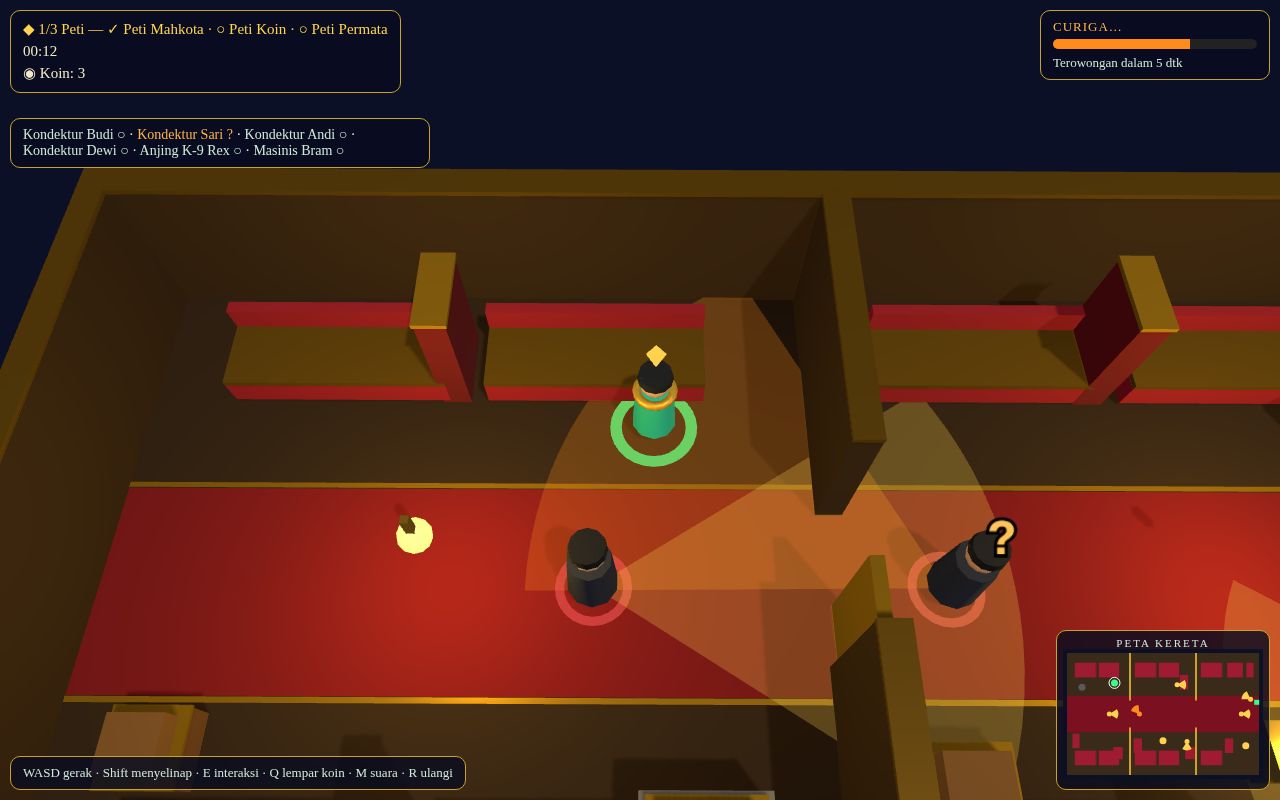 ◆ 1/3 Peti — ✓ Peti Mahkota · ○ Peti Koin · ○ Peti Permata
00:12
◉ Koin: 3
CURIGA...
Terowongan dalam 5 dtk
Kondektur Budi ○ · Kondektur Sari ? · Kondektur Andi ○ ·
Kondektur Dewi ○ · Anjing K-9 Rex ○ · Masinis Bram ○
?
PETA KERETA
WASD gerak · Shift menyelinap · E interaksi · Q lempar koin · M suara · R ulangi